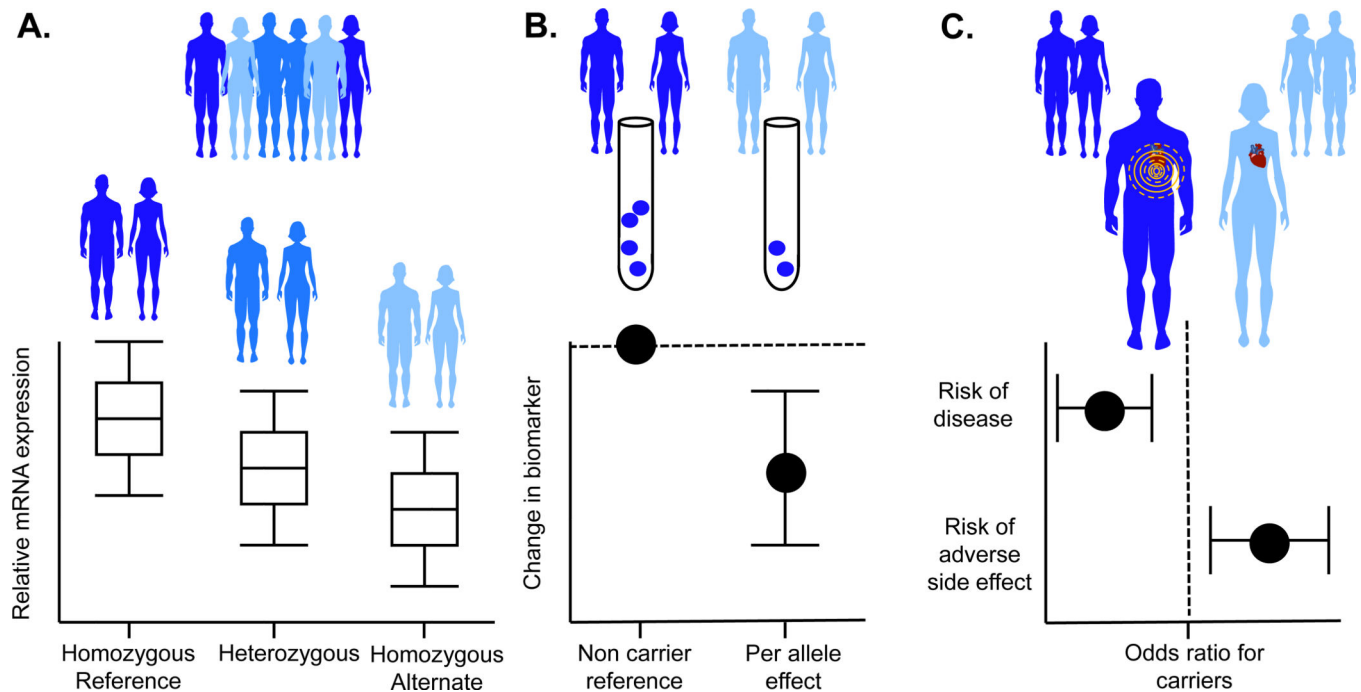 A.
Relative mRNA expression
Homozygous
Reference
Heterozygous
Homozygous
Alternate
B.
Change in biomarker
Non carrier
reference
Per allele
effect
C.
Risk of
disease
Risk of
adverse
side effect
Odds ratio for
carriers